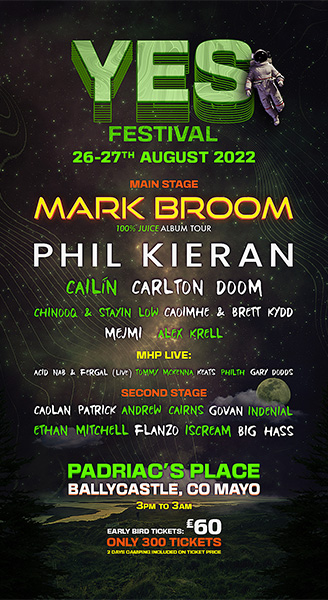 YES
FESTIVAL
26-27TH AUGUST 2022
MAIN STAGE
MARK BROOM
100% JUICE ALBUM TOUR
PHIL KIERAN
CAILÍN CARLTON DOOM
CHINOOQ & STAYIN LOW CAOIMHE & BRETT KYDD
MEJMI ALEX KRELL
MHP LIVE:
ACID NAB & FERGAL (LIVE) TOMMY MCKENNA KEATS PHILTH GARY DODDS
SECOND STAGE
CAOLAN PATRICK ANDREW CAIRNS GOVAN INDENIAL
ETHAN MITCHELL FLANZO ISCREAM BIG HASS
PADRIAC'S PLACE
BALLYCASTLE, CO MAYO
3PM TO 3AM
EARLY BIRD TICKETS: £60
ONLY 300 TICKETS
2 DAYS CAMPING INCLUDED ON TICKET PRICE